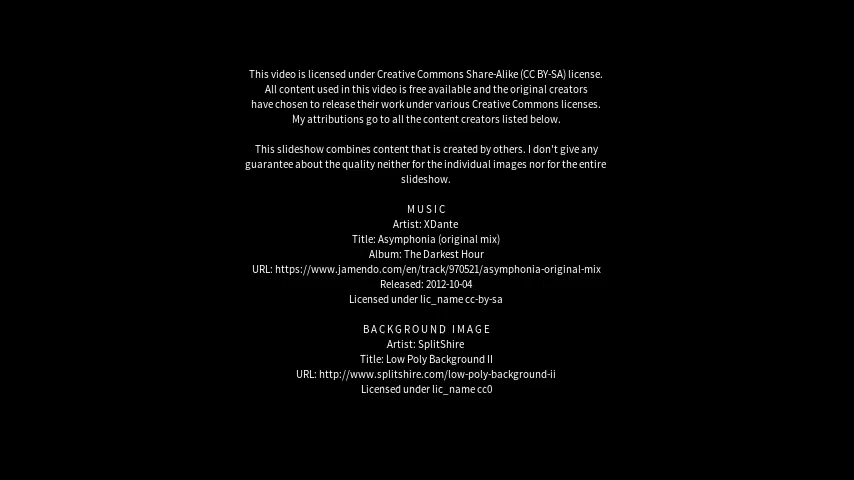 This video is licensed under Creative Commons Share-Alike (CC BY-SA) license.
All content used in this video is free available and the original creators
have chosen to release their work under various Creative Commons licenses.
My attributions go to all the content creators listed below.
This slideshow combines content that is created by others. I don't give any
guarantee about the quality neither for the individual images nor for the entire
slideshow.
M U S I C
Artist: XDante
Title: Asymphonia (original mix)
Album: The Darkest Hour
URL: https://www.jamendo.com/en/track/970521/asymphonia-original-mix
Released: 2012-10-04
Licensed under lic_name cc-by-sa
B A C K G R O U N D   I M A G E
Artist: SplitShire
Title: Low Poly Background II
URL: http://www.splitshire.com/low-poly-background-ii
Licensed under lic_name cc0